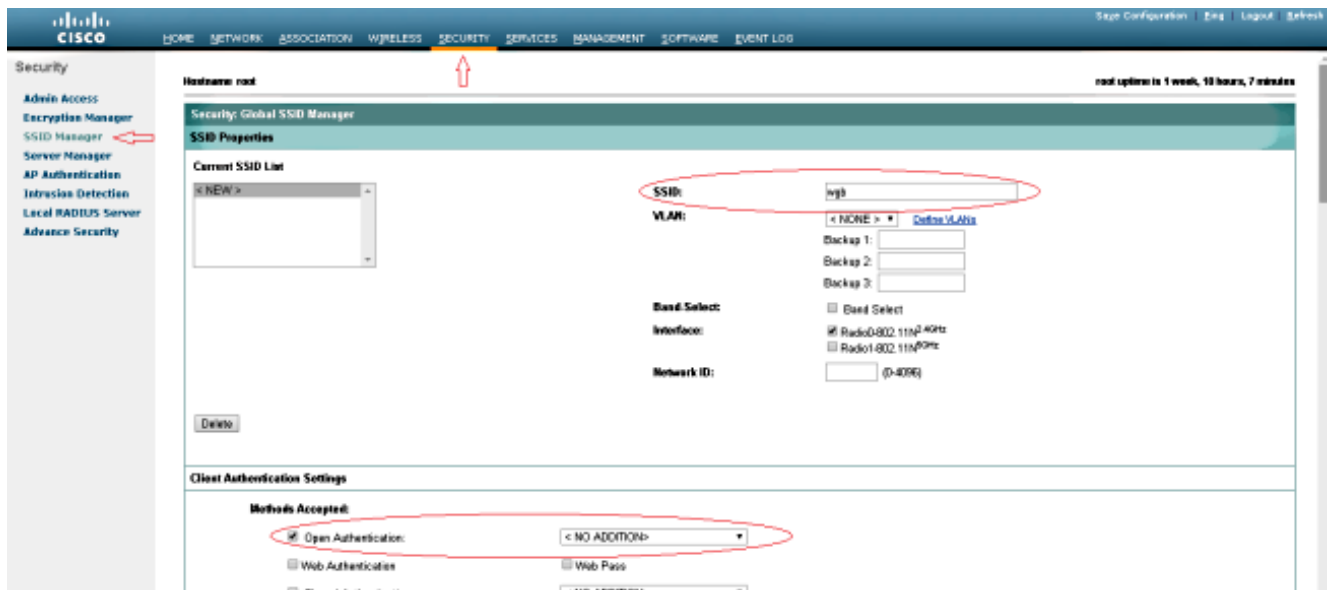 Save Configuration | Ping | Logout | Refresh
CISCO
HOME NETWORK ASSOCIATION WIRELESS SECURITY SERVICES MANAGEMENT SOFTWARE EVENT LOG
Security
Admin Access
Encryption Manager
SSID Manager
Server Manager
AP Authentication
Intrusion Detection
Local RADIUS Server
Advance Security
Hostname root
root uptime is 1 week, 10 hours, 7 minutes
Security: Global SSID Manager
SSID Properties
Current SSID List
< NEW >
SSID:
wgb
VLAN:
< NONE > Define VLANs
Backup 1:
Backup 2:
Backup 3:
Band-Select:
Band Select
Interface:
Radio0-802.11N2.4GHz
Radio1-802.11N5GHz
Network ID:
(0-4096)
Delete
Client Authentication Settings
Methods Accepted:
Open Authentication:
< NO ADDITION>
Web Authentication
Web Pass